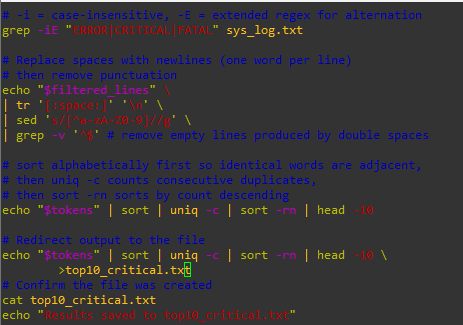 # -i = case-insensitive, -E = extended regex for alternation
grep -iE "ERROR|CRITICAL|FATAL" sys_log.txt

# Replace spaces with newlines (one word per line)
# then remove punctuation
echo "$filtered_lines" \
| tr '[:space:]' '\n' \
| sed 's/[^a-zA-Z0-9]//g' \
| grep -v '^$' # remove empty lines produced by double spaces

# sort alphabetically first so identical words are adjacent,
# then uniq -c counts consecutive duplicates,
# then sort -rn sorts by count descending
echo "$tokens" | sort | uniq -c | sort -rn | head -10

# Redirect output to the file
echo "$tokens" | sort | uniq -c | sort -rn | head -10 \
>top10_critical.txt
# Confirm the file was created
cat top10_critical.txt
echo "Results saved to top10_critical.txt"